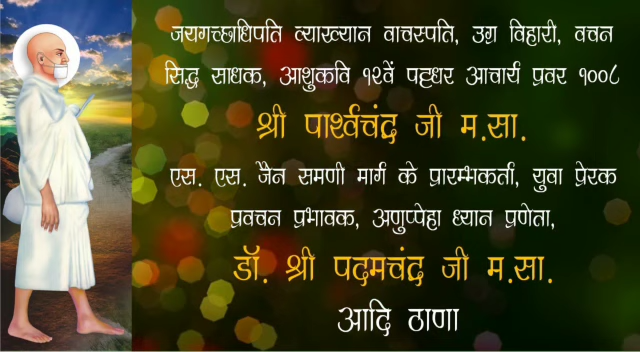 जयगच्छाधिपति व्याख्यान वाचस्पति, उग्र विहारी, वचन
सिद्ध साधक, आशुकवि १२वें पट्टधर आचार्य प्रवर १००८
श्री पार्श्वचंद्र जी म.सा.
एस. एस. जैन समणी मार्ग के प्रारम्भकर्ता, युवा प्रेरक
प्रवचन प्रभावक, अणुप्पेहा ध्यान प्रणेता,
डॉ. श्री पदमचंद्र जी म.सा.
आदि ठाणा